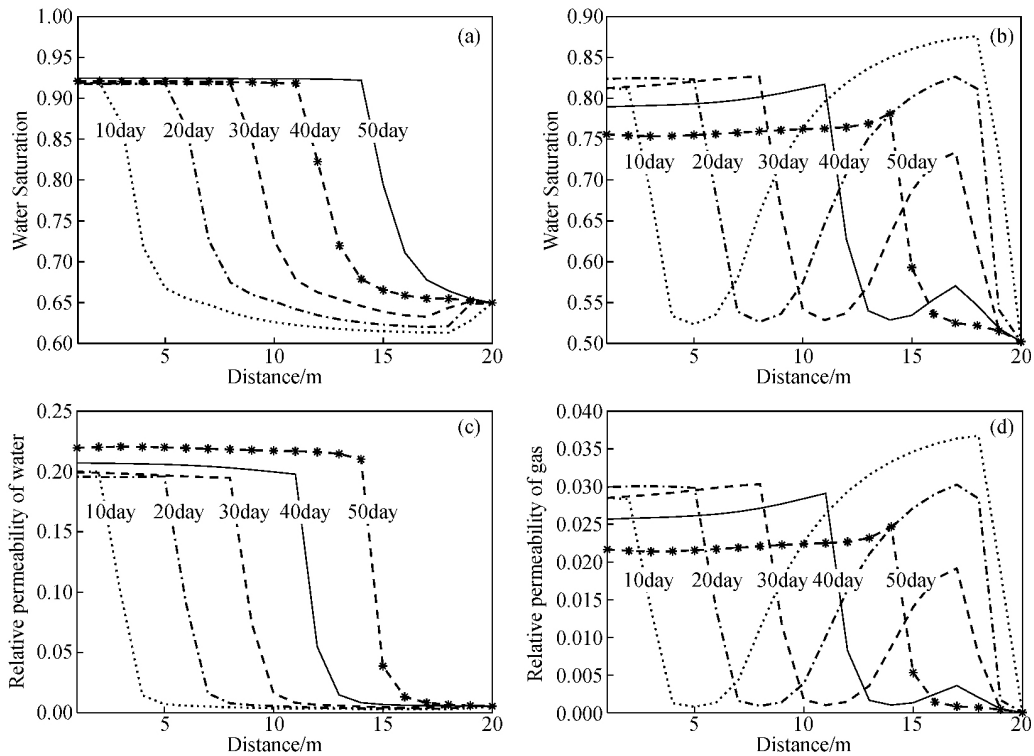 1.00
0.95
0.90
0.85
0.80
0.75
0.70
0.65
0.60
Water Saturation
(a)
10day 20day 30day 40day 50day
5 10 15 20
Distance/m
0.90
0.85
0.80
0.75
0.70
0.65
0.60
0.55
0.50
Water Saturation
(b)
10day 20day 30day 40day 50day
5 10 15 20
Distance/m
0.25
0.20
0.15
0.10
0.05
0.00
Relative permeability of water
(c)
10day 20day 30day 40day 50day
5 10 15 20
Distance/m
0.040
0.035
0.030
0.025
0.020
0.015
0.010
0.005
0.000
Relative permeability of gas
(d)
10day 20day 30day 40day 50day
5 10 15 20
Distance/m